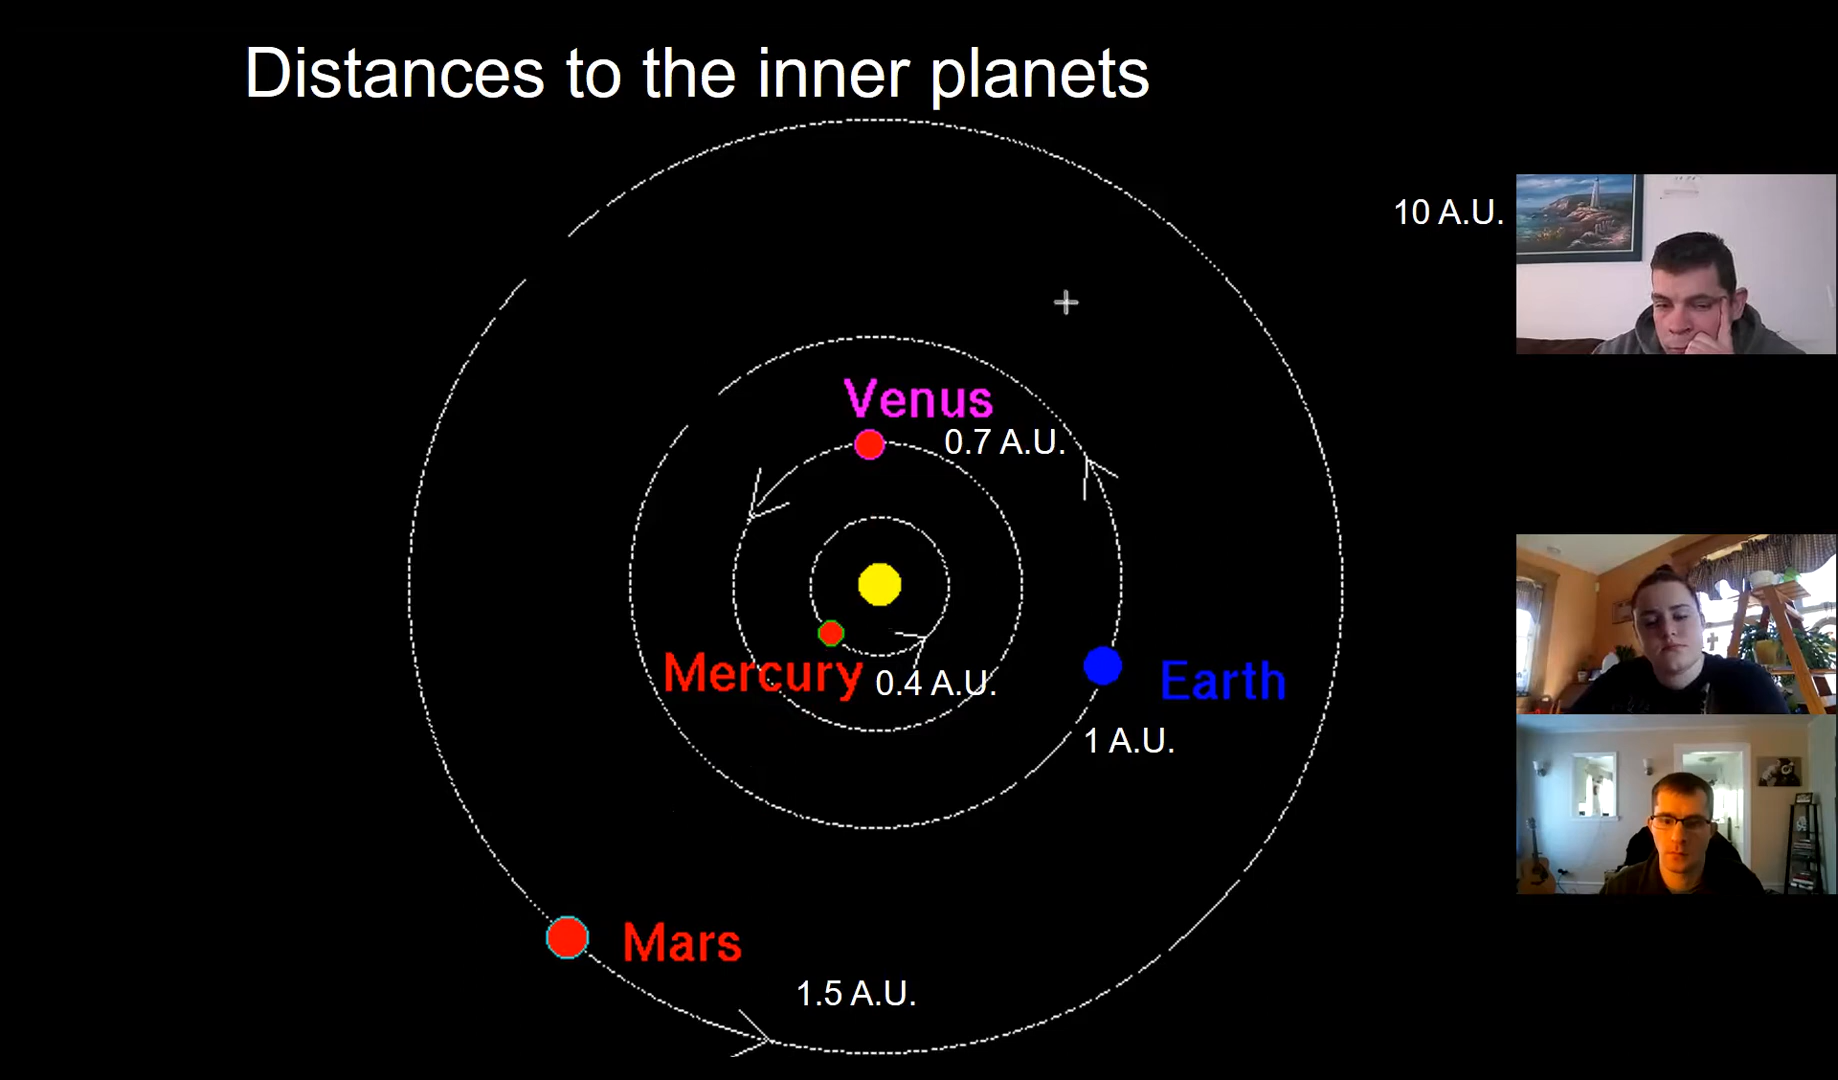 Distances to the inner planets
10 A.U.
Venus
0.7 A.U.
Mercury
0.4 A.U.
Earth
1 A.U.
Mars
1.5 A.U.